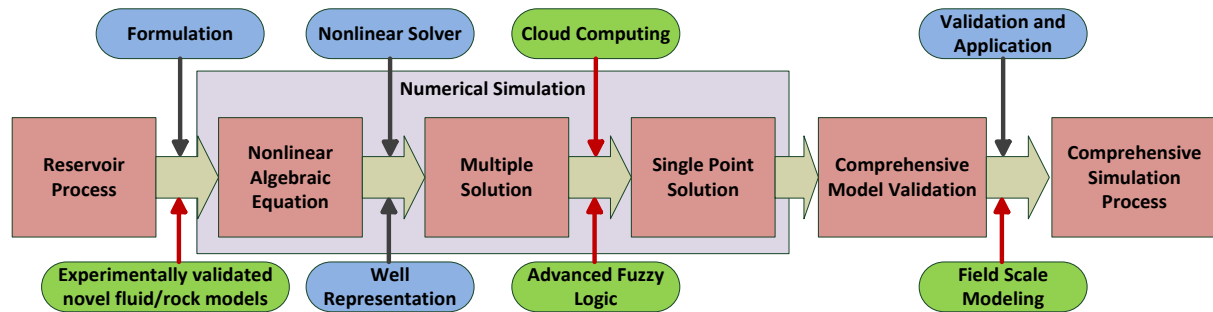 Formulation
Nonlinear Solver
Cloud Computing
Validation and
Application
Numerical Simulation
Reservoir
Process
Nonlinear
Algebraic
Equation
Multiple
Solution
Single Point
Solution
Comprehensive
Model Validation
Comprehensive
Simulation
Process
Experimentally validated
novel fluid/rock models
Well
Representation
Advanced Fuzzy
Logic
Field Scale
Modeling